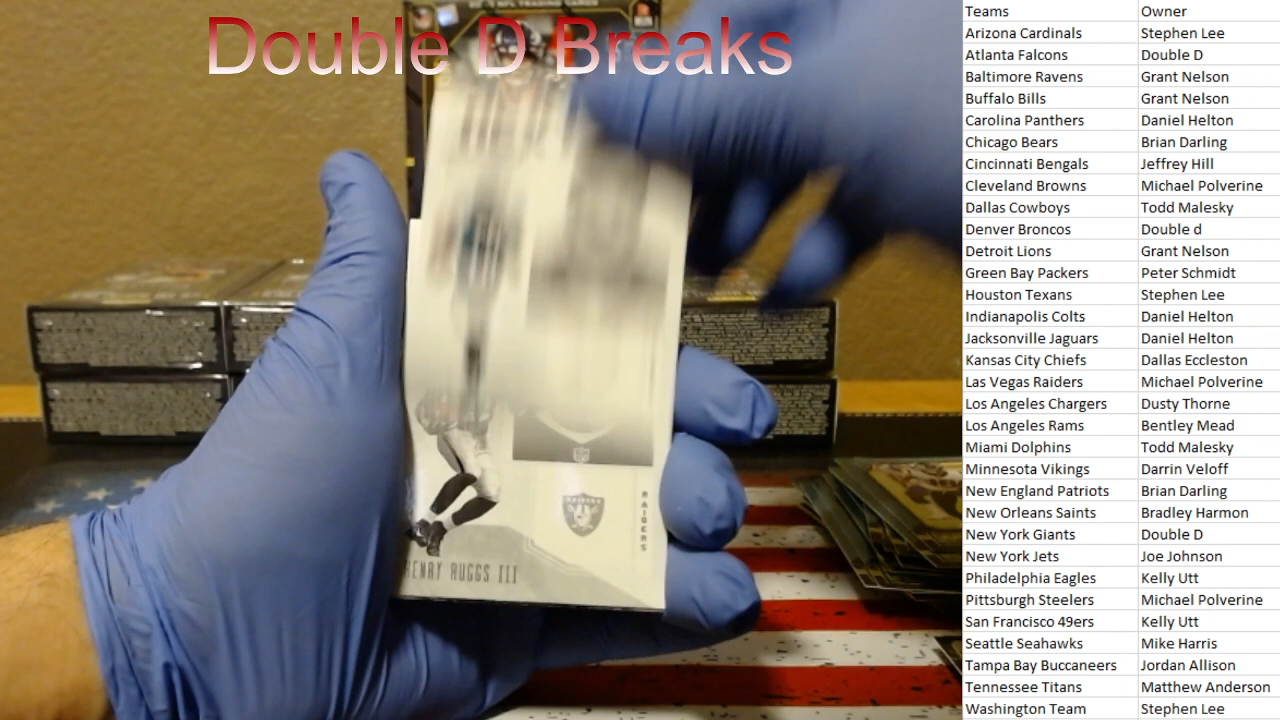 Double D Breaks
NFL TRADING CARDS
HENRY RUGGS III
RAIDERS
RAIDERS
NFL
Teams Owner
Arizona Cardinals Stephen Lee
Atlanta Falcons Double D
Baltimore Ravens Grant Nelson
Buffalo Bills Grant Nelson
Carolina Panthers Daniel Helton
Chicago Bears Brian Darling
Cincinnati Bengals Jeffrey Hill
Cleveland Browns Michael Polverine
Dallas Cowboys Todd Malesky
Denver Broncos Double d
Detroit Lions Grant Nelson
Green Bay Packers Peter Schmidt
Houston Texans Stephen Lee
Indianapolis Colts Daniel Helton
Jacksonville Jaguars Daniel Helton
Kansas City Chiefs Dallas Eccleston
Las Vegas Raiders Michael Polverine
Los Angeles Chargers Dusty Thorne
Los Angeles Rams Bentley Mead
Miami Dolphins Todd Malesky
Minnesota Vikings Darrin Veloff
New England Patriots Brian Darling
New Orleans Saints Bradley Harmon
New York Giants Double D
New York Jets Joe Johnson
Philadelphia Eagles Kelly Utt
Pittsburgh Steelers Michael Polverine
San Francisco 49ers Kelly Utt
Seattle Seahawks Mike Harris
Tampa Bay Buccaneers Jordan Allison
Tennessee Titans Matthew Anderson
Washington Team Stephen Lee